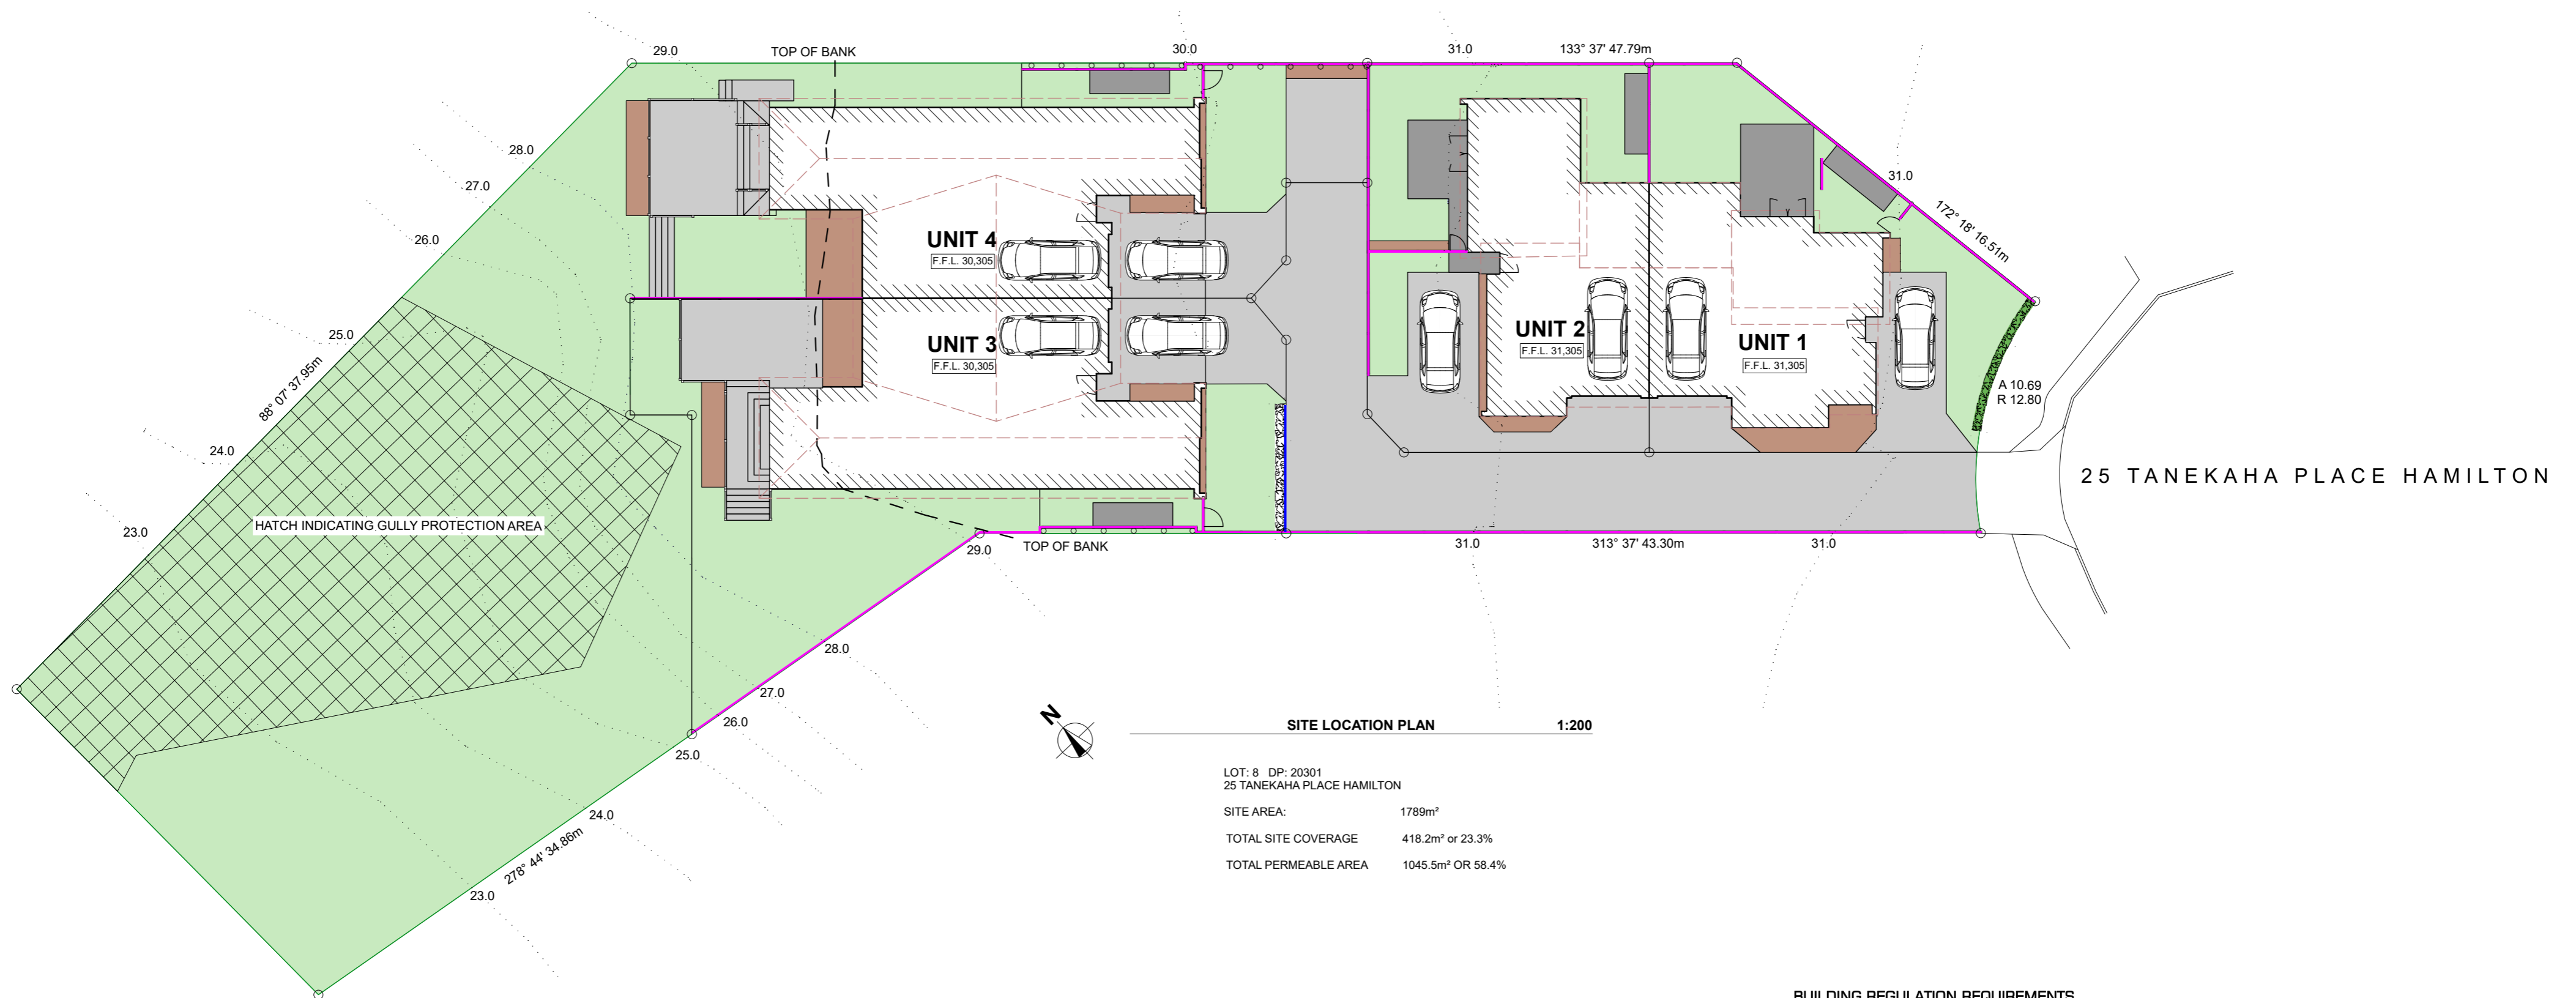 29.0
TOP OF BANK
30.0
31.0
133° 37' 47.79m
28.0
27.0
26.0
25.0
88° 07' 37.95m
24.0
23.0
UNIT 4
F.F.L. 30,305
UNIT 3
F.F.L. 30,305
UNIT 2
F.F.L. 31,305
UNIT 1
F.F.L. 31,305
31.0
172° 18' 16.51m
A 10.69
R 12.80
25 TANEKAHA PLACE HAMILTON
HATCH INDICATING GULLY PROTECTION AREA
29.0
TOP OF BANK
31.0
313° 37' 43.30m
31.0
28.0
27.0
26.0
25.0
24.0
278° 44' 34.86m
23.0
N
SITE LOCATION PLAN 1:200
LOT: 8 DP: 20301
25 TANEKAHA PLACE HAMILTON
SITE AREA: 1789m²
TOTAL SITE COVERAGE 418.2m² or 23.3%
TOTAL PERMEABLE AREA 1045.5m² OR 58.4%
BUILDING REGULATION REQUIREMENTS